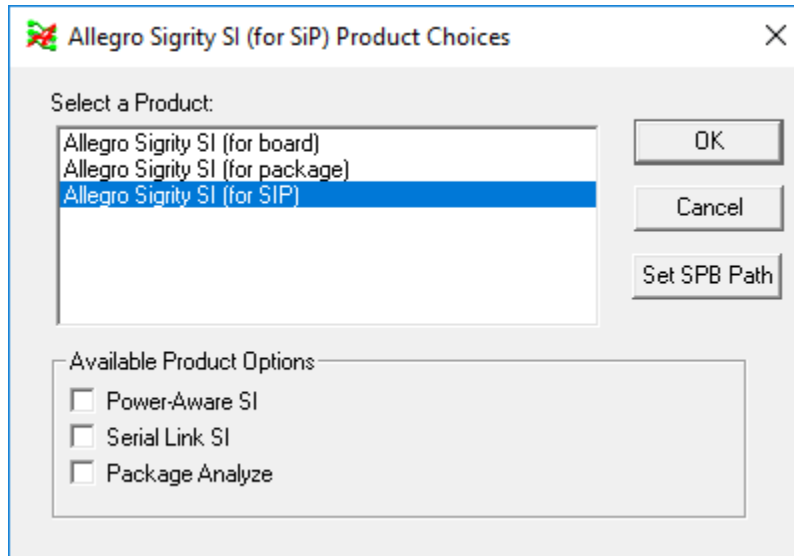 Allegro Sigrity SI (for SiP) Product Choices
Select a Product:
Allegro Sigrity SI (for board)
Allegro Sigrity SI (for package)
Allegro Sigrity SI (for SIP)
OK
Cancel
Set SPB Path
Available Product Options
Power-Aware SI
Serial Link SI
Package Analyze